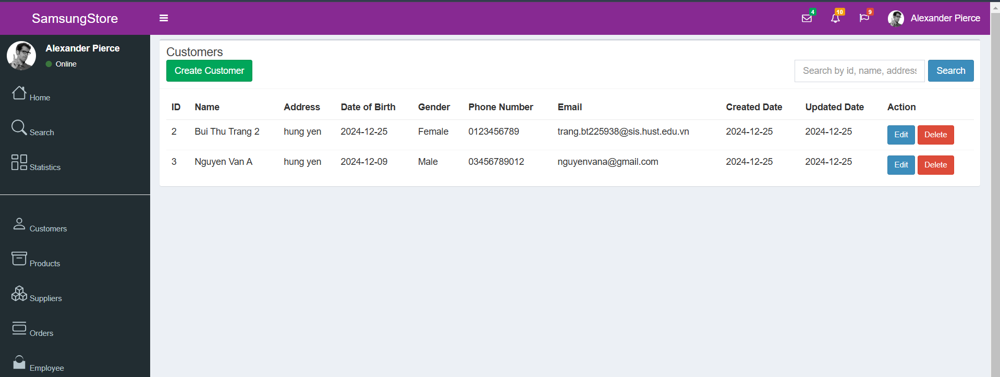 SamsungStore
4
10
9
Alexander Pierce
Alexander Pierce
Online
Home
Search
Statistics
Customers
Products
Suppliers
Orders
Employee
Customers
Create Customer
Search by id, name, address
Search
ID Name Address Date of Birth Gender Phone Number Email Created Date Updated Date Action
2 Bui Thu Trang 2 hung yen 2024-12-25 Female 0123456789 trang.bt225938@sis.hust.edu.vn 2024-12-25 2024-12-25 Edit Delete
3 Nguyen Van A hung yen 2024-12-09 Male 03456789012 nguyenvana@gmail.com 2024-12-25 2024-12-25 Edit Delete